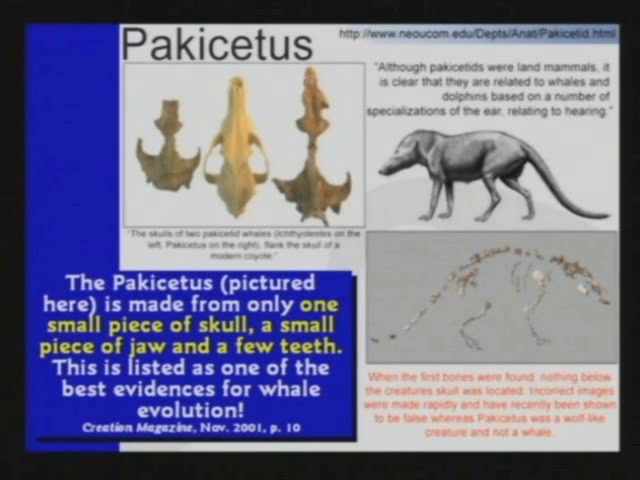 Pakicetus
http://www.neoucom.edu/Depts/Anat/Pakicetid.html
"Although pakicetids were land mammals, it
is clear that they are related to whales and
dolphins based on a number of
specializations of the ear, relating to hearing."
"The skulls of two pakicetid whales (Ichthyolestes on the
left, Pakicetus on the right), flank the skull of a
modern coyote."
The Pakicetus (pictured
here) is made from only one
small piece of skull, a small
piece of jaw and a few teeth.
This is listed as one of the
best evidences for whale
evolution!
Creation Magazine, Nov. 2001, p. 10
When the first bones were found, nothing below
the creatures skull was located. Incorrect images
were made rapidly and have recently been shown
to be false whereas Pakicetus was a wolf-like
creature and not a whale.